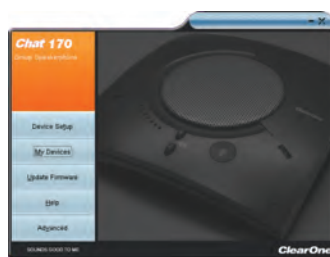 Chat 170
Group Speakerphone
Device Setup
My Devices
Update Firmware
Help
Advanced
SOUNDS GOOD TO ME.
ClearOne